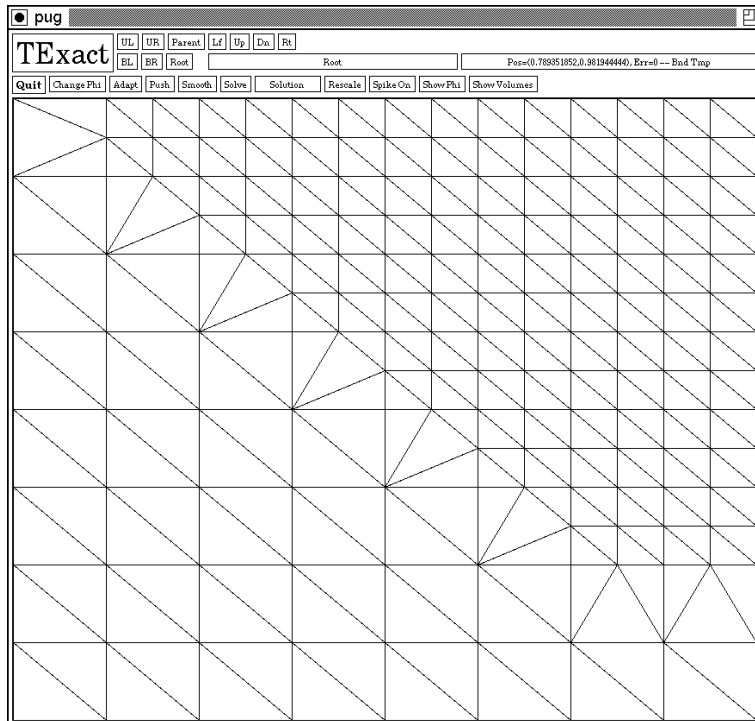 pug
TExact UL UR Parent Lf Up Dn Rt
BL BR Root Root Pos=(0.789351852,0.981944444), Err=0 -- Bnd Tmp
Quit Change Phi Adapt Push Smooth Solve Solution Rescale Spike On Show Phi Show Volumes